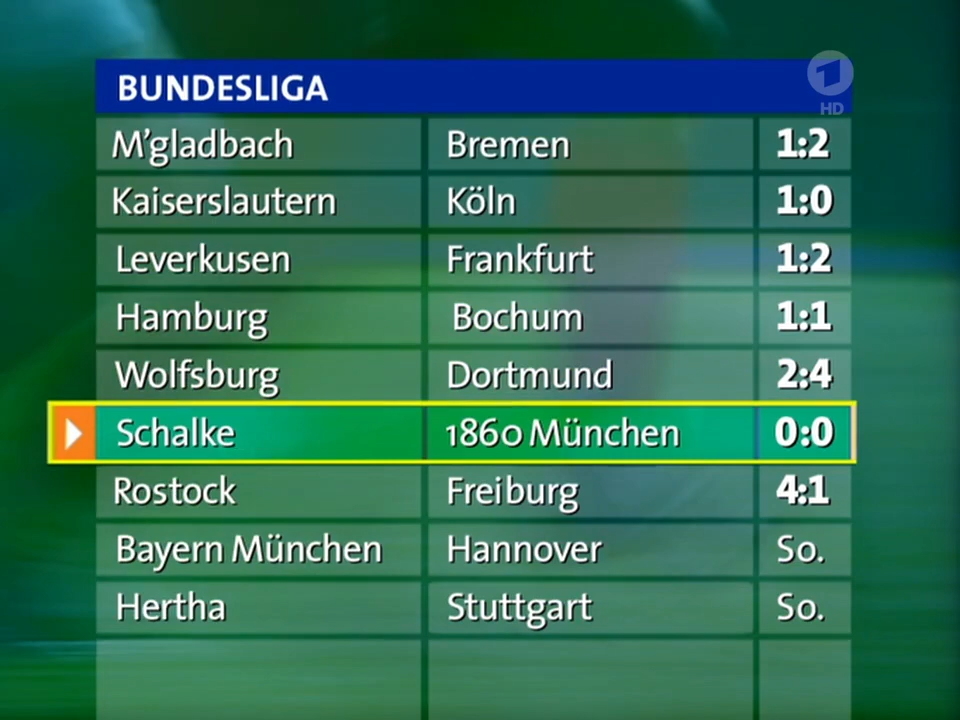 BUNDESLIGA
1
HD
M'gladbach Bremen 1:2
Kaiserslautern Köln 1:0
Leverkusen Frankfurt 1:2
Hamburg Bochum 1:1
Wolfsburg Dortmund 2:4
Schalke 1860 München 0:0
Rostock Freiburg 4:1
Bayern München Hannover So.
Hertha Stuttgart So.